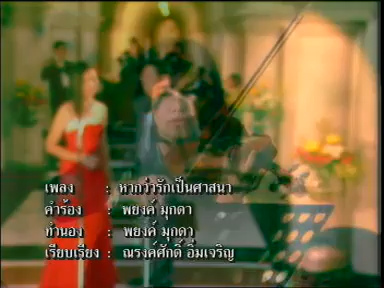 เพลง : หากว่ารักเป็นศาสนา
คำร้อง : พยงค์ มุกดา
ทำนอง : พยงค์ มุกดา
เรียบเรียง : ณรงค์ศักดิ์ อิ่มเจริญ